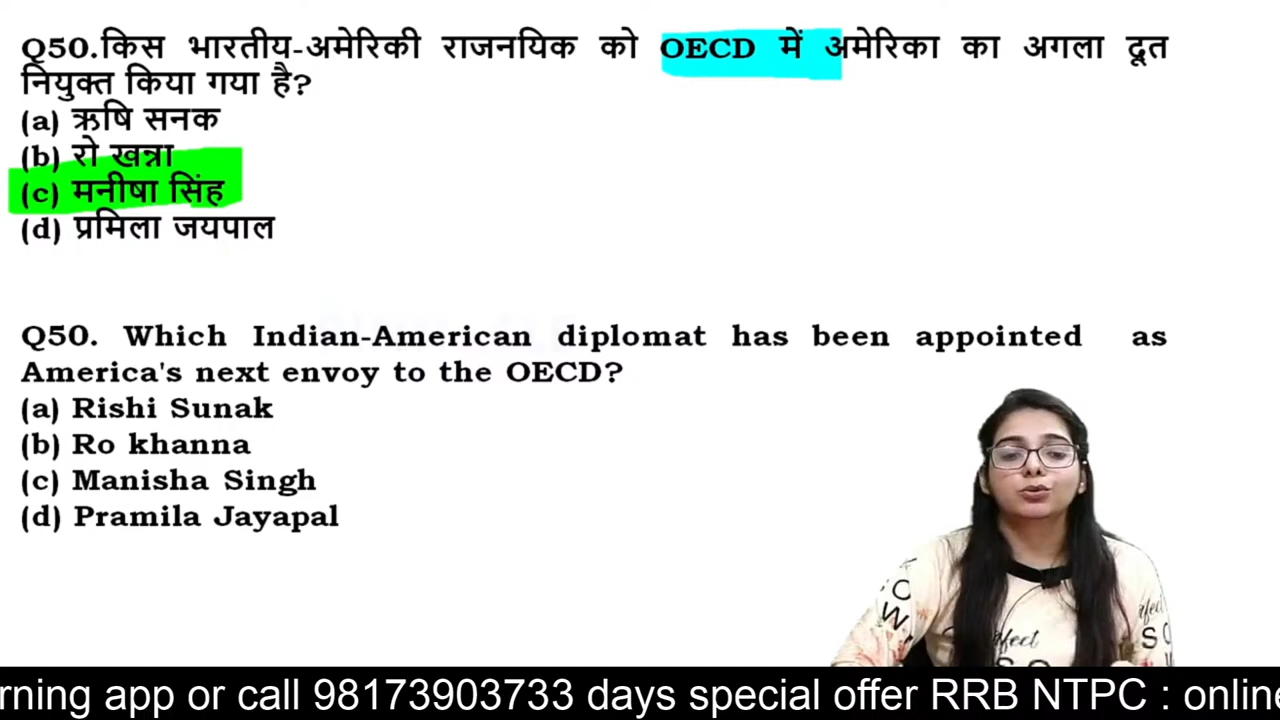 Q50.किस भारतीय-अमेरिकी राजनयिक को OECD में अमेरिका का अगला दूत
नियुक्त किया गया है?
(a) ऋषि सनक
(b) रो खन्ना
(c) मनीषा सिंह
(d) प्रमिला जयपाल
Q50. Which Indian-American diplomat has been appointed as
America's next envoy to the OECD?
(a) Rishi Sunak
(b) Ro khanna
(c) Manisha Singh
(d) Pramila Jayapal
rning app or call 98173903733 days special offer RRB NTPC : online